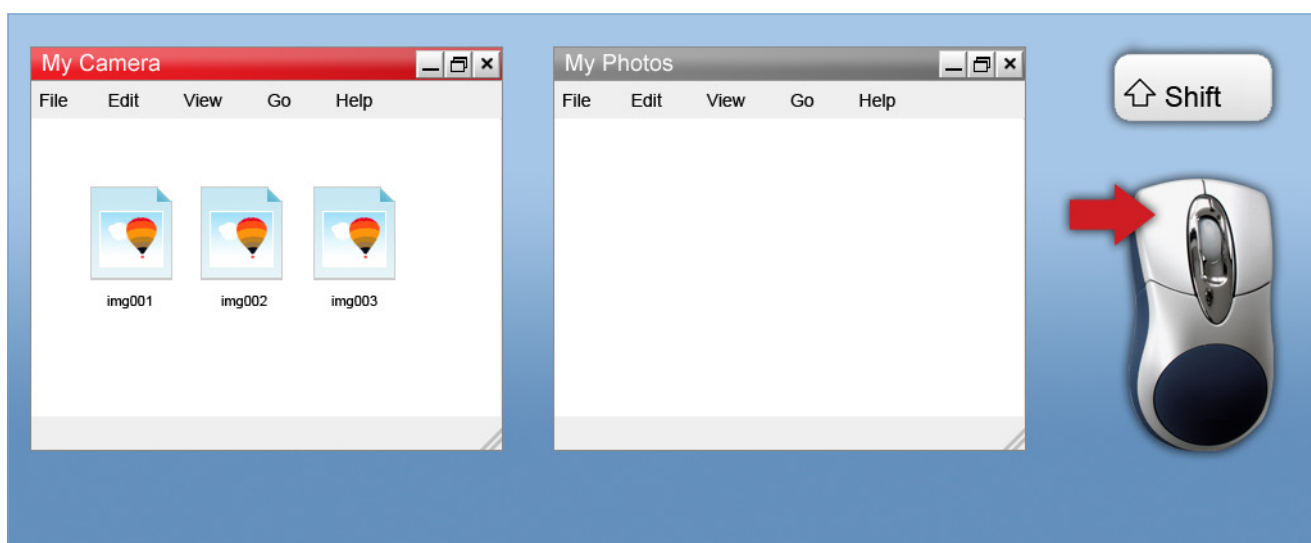 My Camera
File Edit View Go Help
img001 img002 img003
My Photos
File Edit View Go Help
Shift